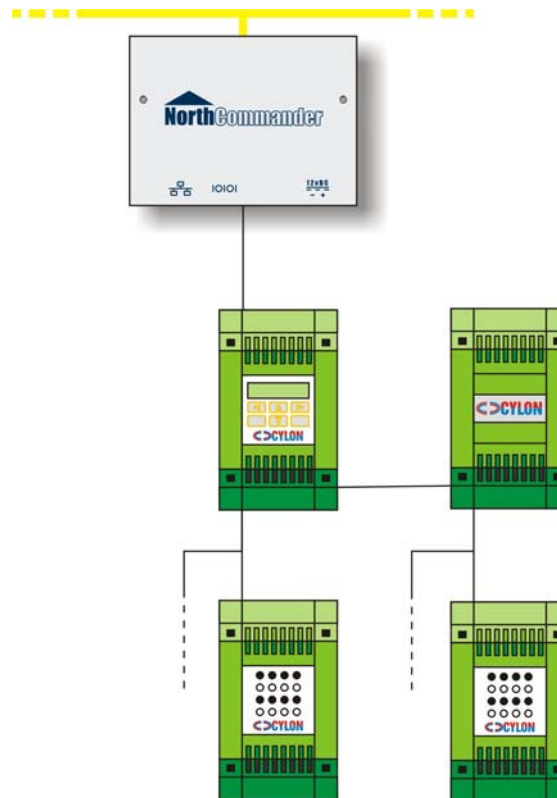 NorthCommander
IOIOI
12vDC
- +
CYLON
CYLON
CYLON
CYLON